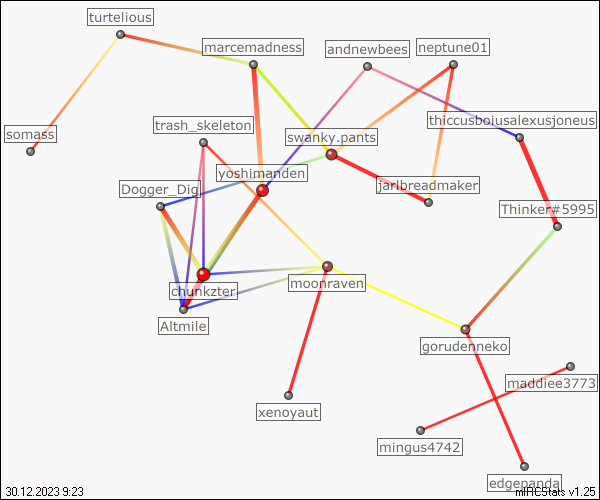 turtelious
marcemadness
andnewbees
neptune01
somass
trash_skeleton
swanky.pants
thiccusboiusalexusjoneus
yoshimanden
Dogger_Dig
jarlbreadmaker
Thinker#5995
chunkzter
moonraven
Altmile
gorudenneko
xenoyaut
maddiee3773
mingus4742
edgepanda
30.12.2023 9:23
mIRCStats v1.25